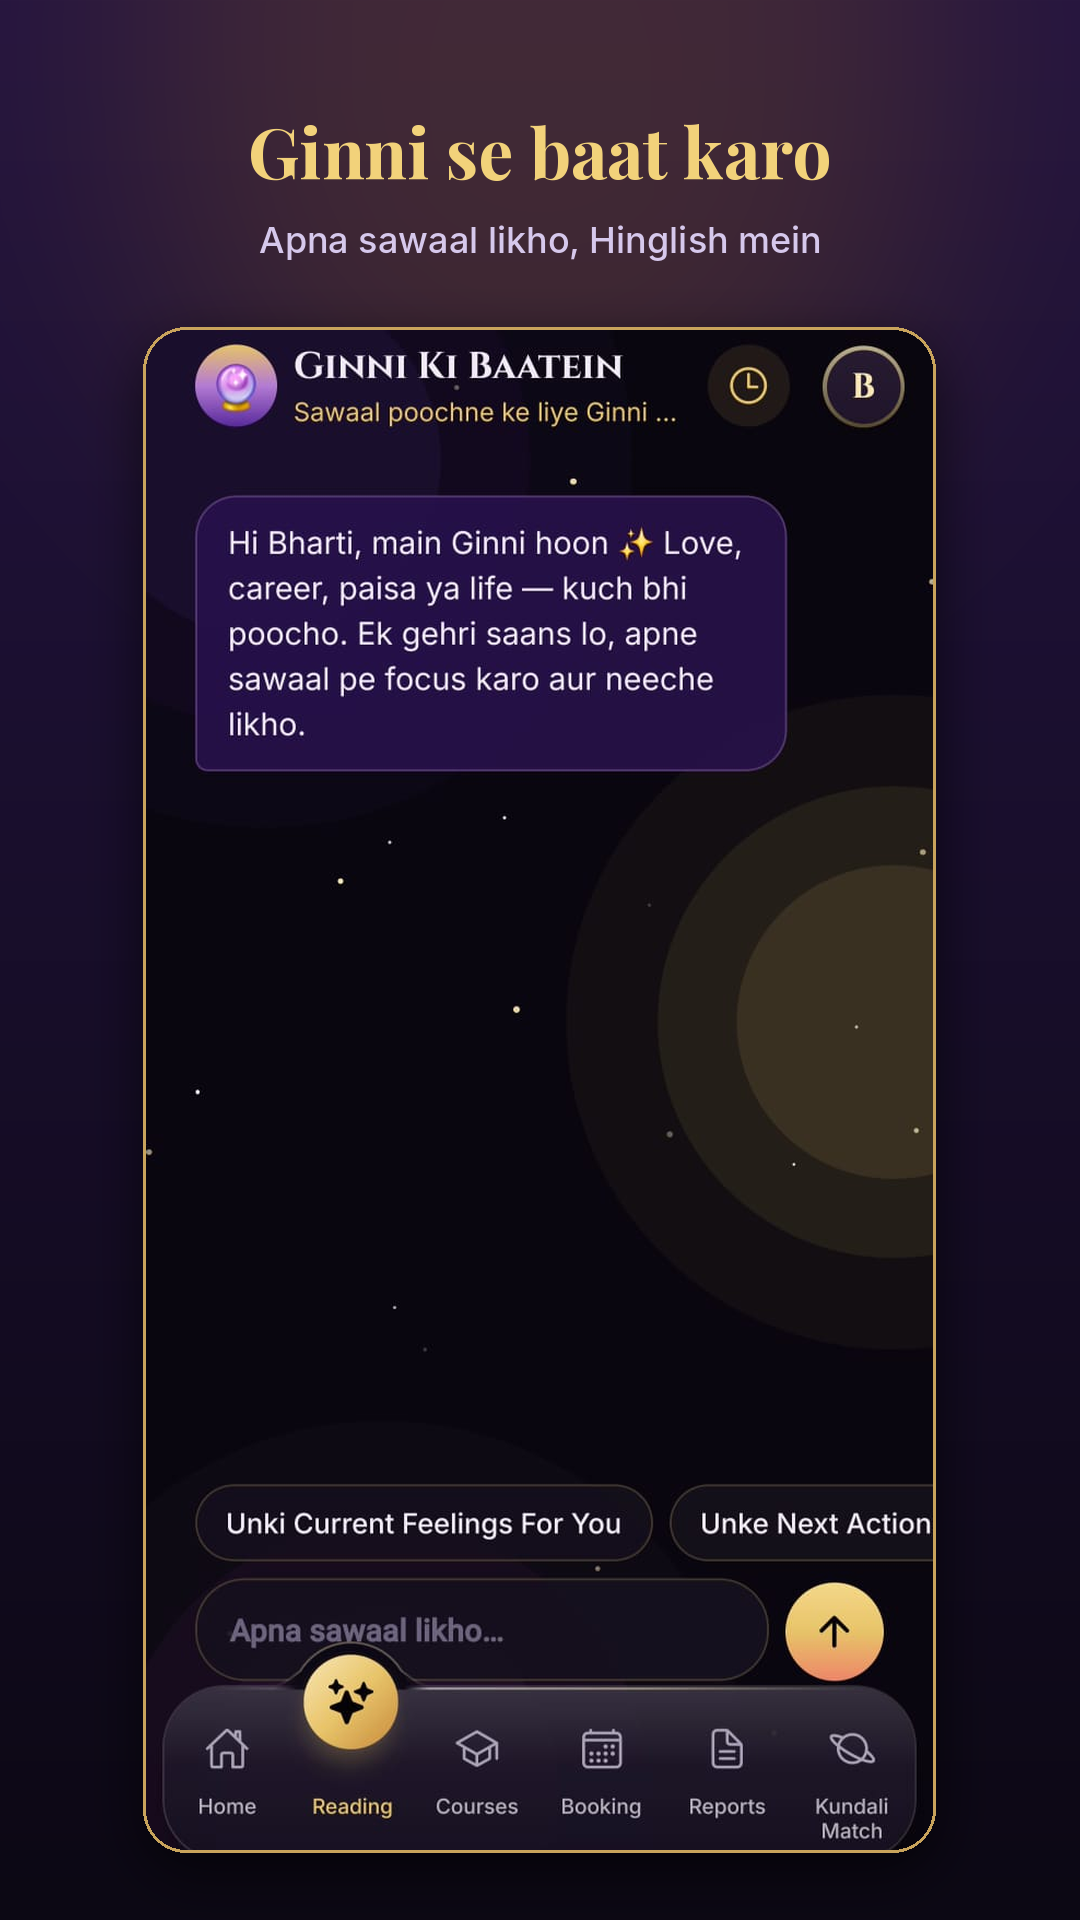 Ginni se baat karo
Apna sawaal likho, Hinglish mein
Ginni Ki Baatein
Sawaal poochne ke liye Ginni ...
B
Hi Bharti, main Ginni hoon ✨ Love,
career, paisa ya life — kuch bhi
poocho. Ek gehri saans lo, apne
sawaal pe focus karo aur neeche
likho.
Unki Current Feelings For You
Unke Next Action
Apna sawaal likho...
Home
Reading
Courses
Booking
Reports
Kundali
Match